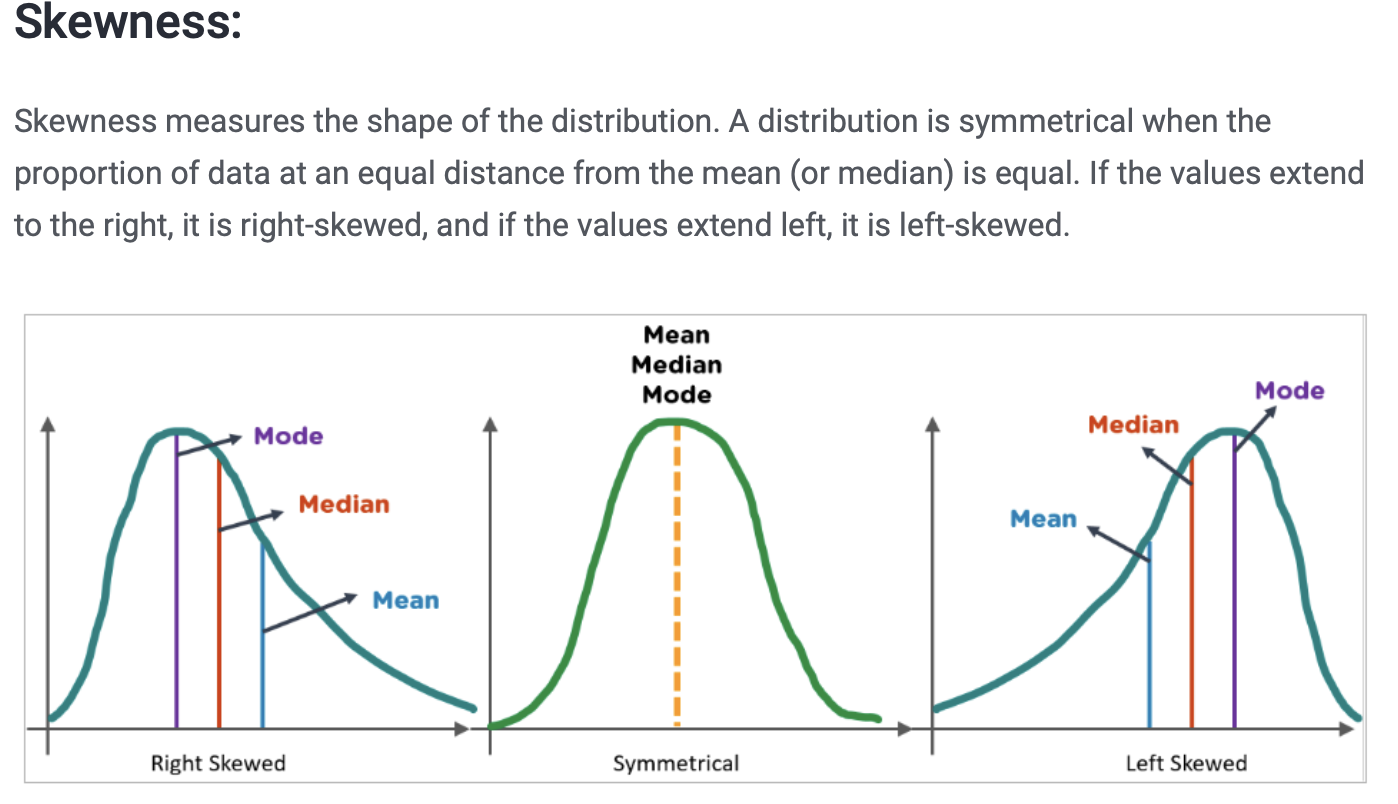 Skewness:
Skewness measures the shape of the distribution. A distribution is symmetrical when the
proportion of data at an equal distance from the mean (or median) is equal. If the values extend
to the right, it is right-skewed, and if the values extend left, it is left-skewed.
Mode
Median
Mean
Right Skewed
Mean
Median
Mode
Symmetrical
Mode
Median
Mean
Left Skewed